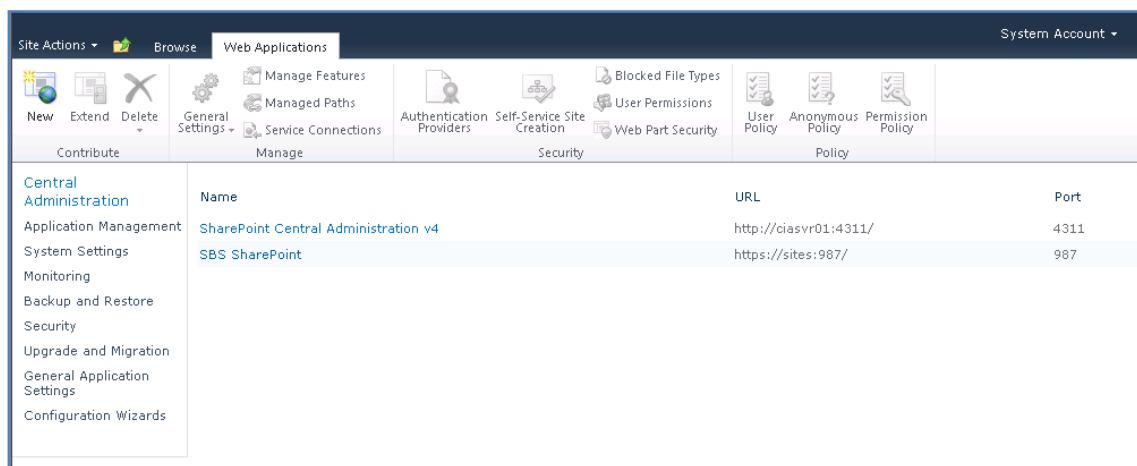 System Account
Site Actions Browse Web Applications
New Extend Delete
Contribute
General Settings
Manage Features
Managed Paths
Service Connections
Manage
Authentication Providers
Self-Service Site Creation
Blocked File Types
User Permissions
Web Part Security
Security
User Policy
Anonymous Policy
Permission Policy
Policy
Central
Administration
Application Management
System Settings
Monitoring
Backup and Restore
Security
Upgrade and Migration
General Application
Settings
Configuration Wizards
Name URL Port
SharePoint Central Administration v4 http://ciasvr01:4311/ 4311
SBS SharePoint https://sites:987/ 987